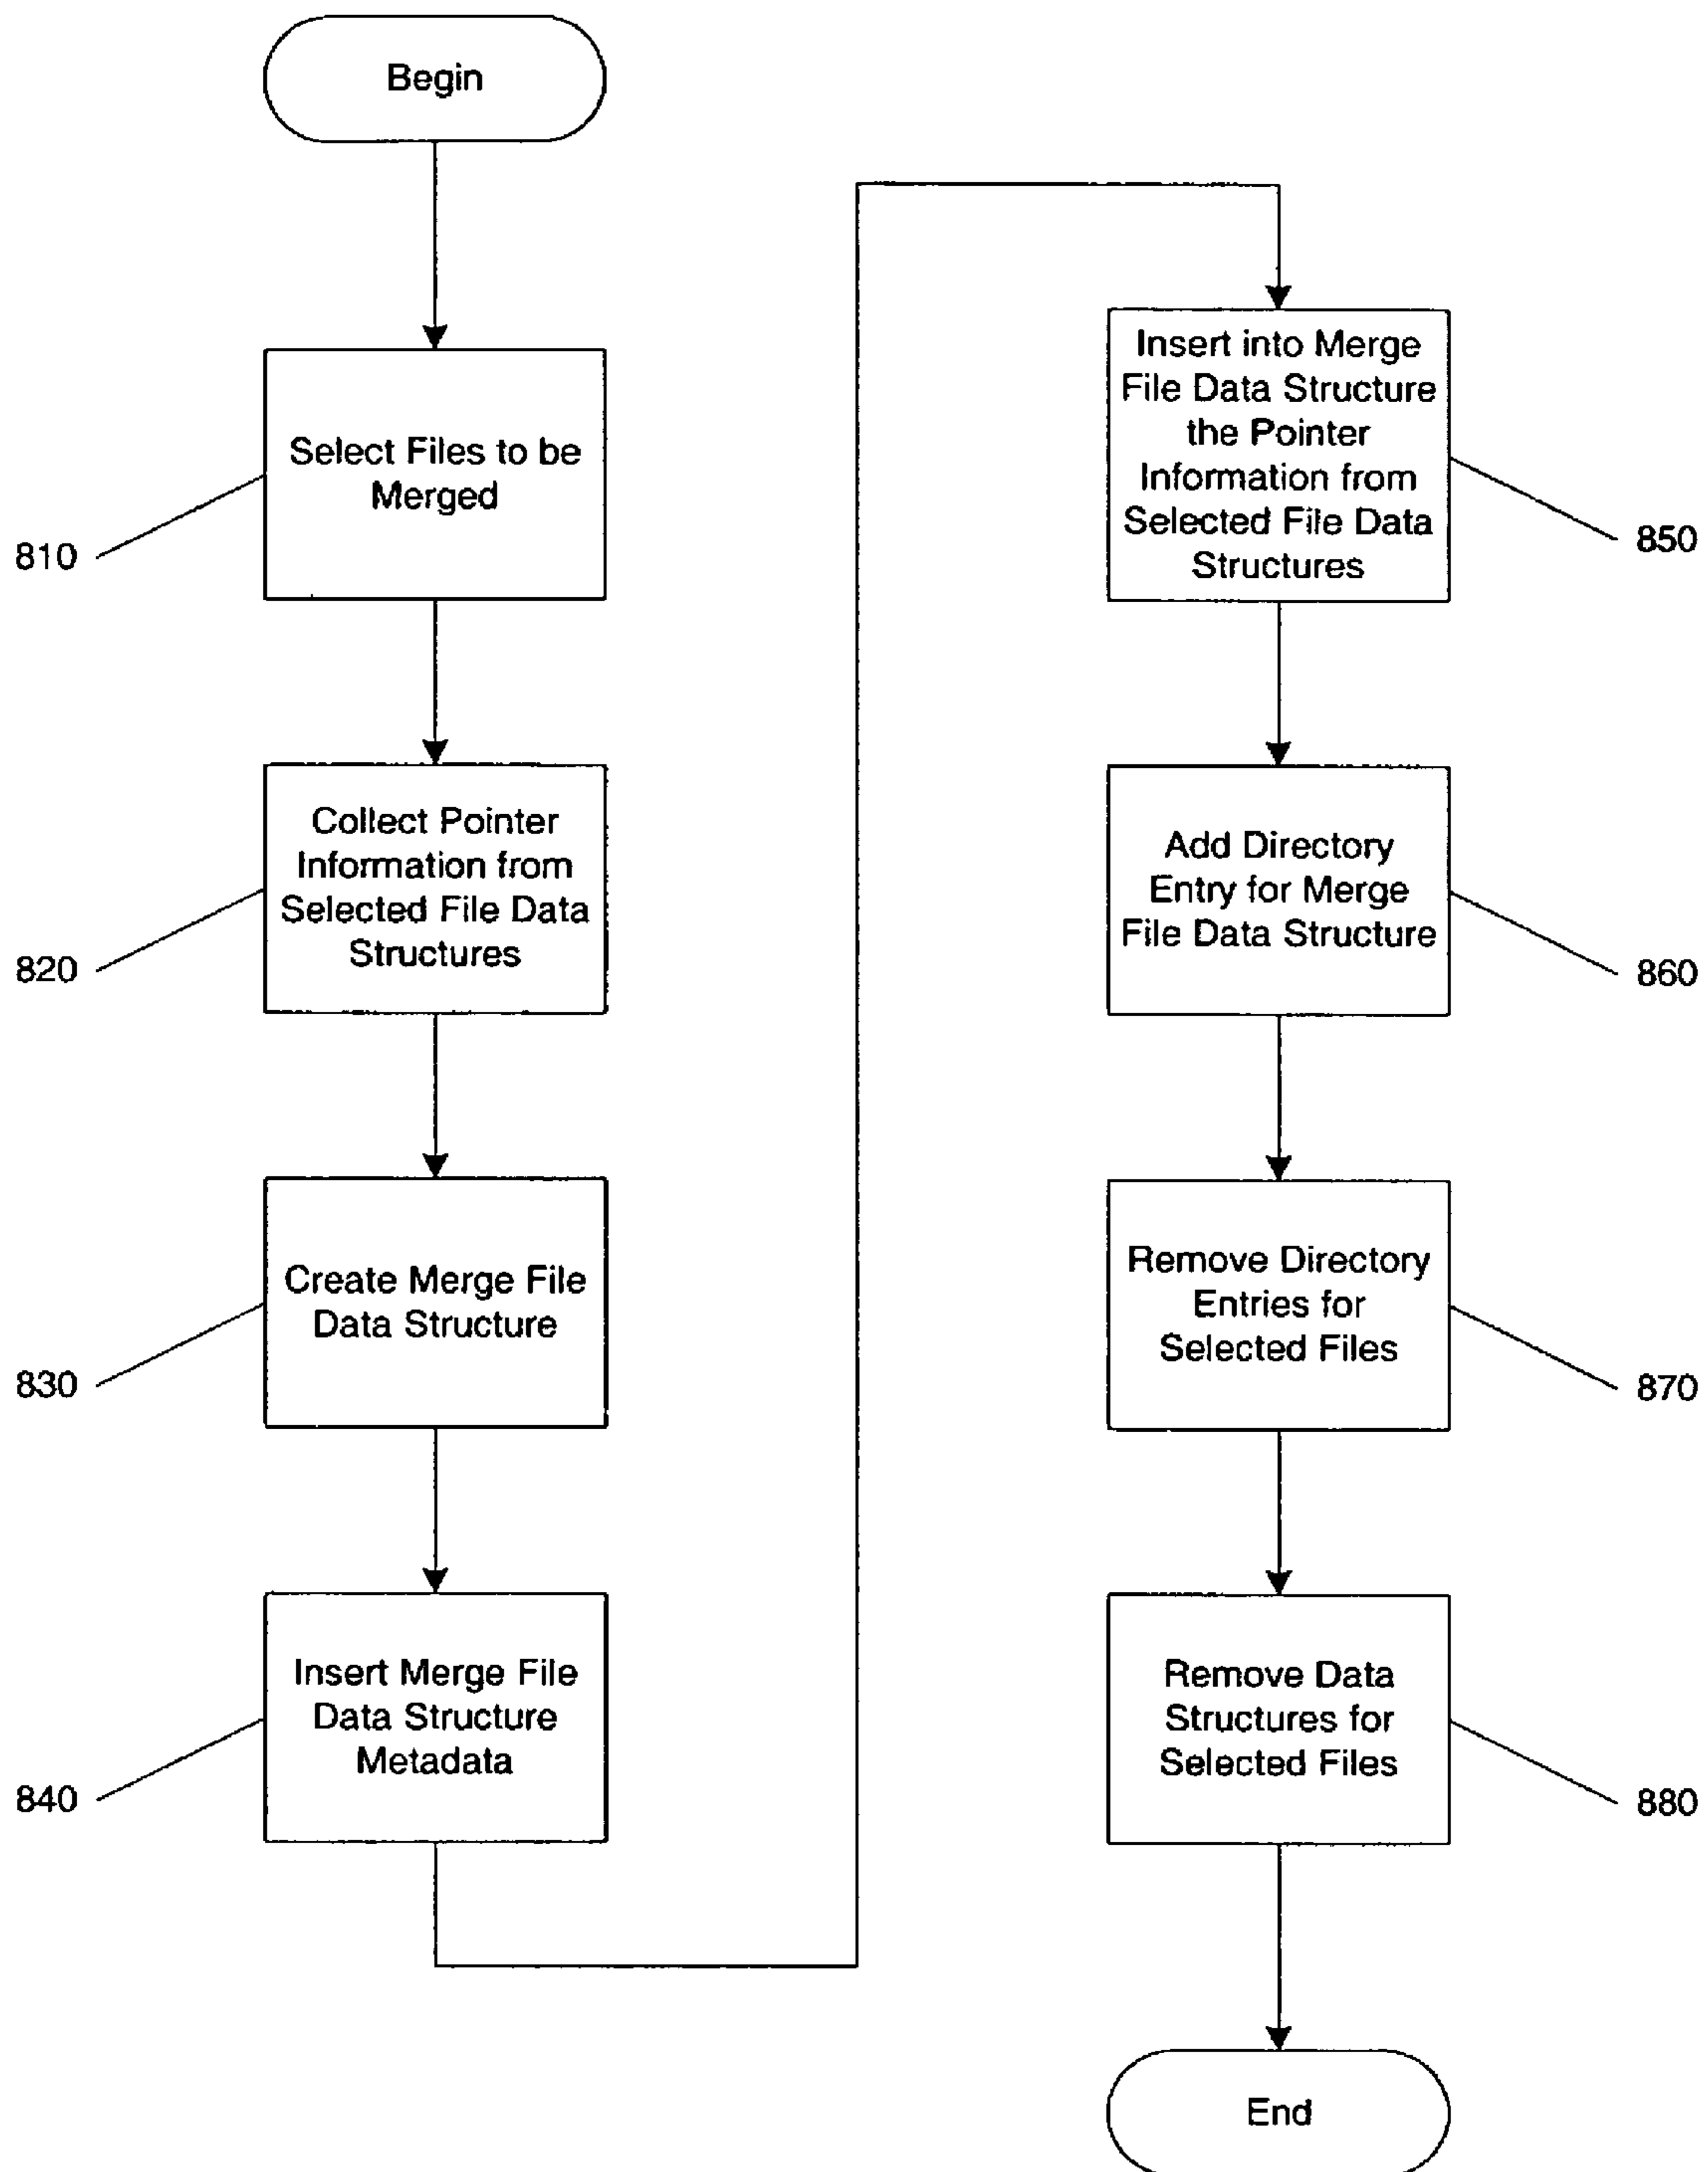 Begin
Select Files to be
Merged
810
Collect Pointer
Information from
Selected File Data
Structures
820
Create Merge File
Data Structure
830
Insert Merge File
Data Structure
Metadata
840
Insert into Merge
File Data Structure
the Pointer
Information from
Selected File Data
Structures
850
Add Directory
Entry for Merge
File Data Structure
860
Remove Directory
Entries for
Selected Files
870
Remove Data
Structures for
Selected Files
880
End